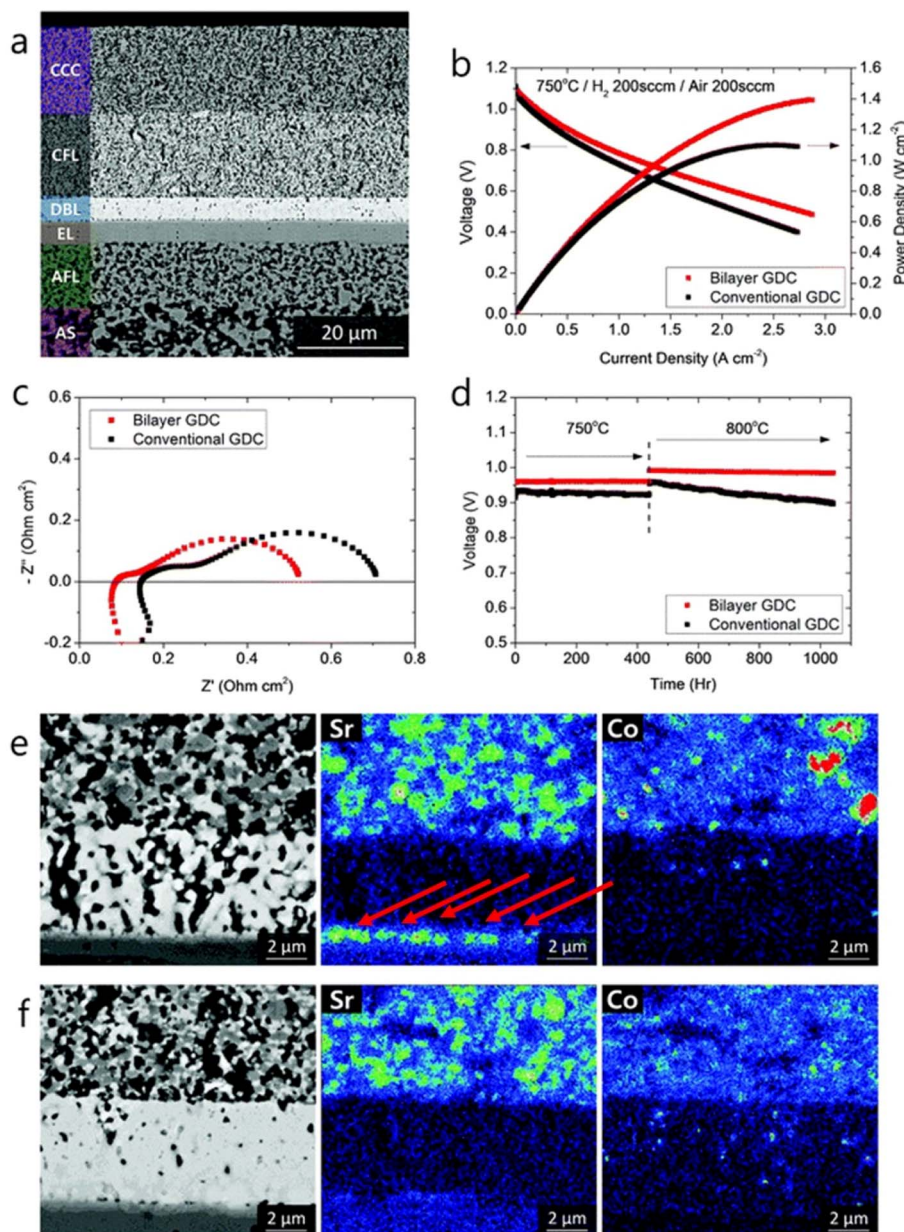 a
CCC
CFL
DBL
EL
AFL
AS
20 μm
b
750°C / H2 200sccm / Air 200sccm
1.2
1.0
0.8
0.6
0.4
0.2
0.0
Voltage (V)
1.6
1.4
1.2
1.0
0.8
0.6
0.4
0.2
0.0
Power Density (W cm-2)
Bilayer GDC
Conventional GDC
0.0 0.5 1.0 1.5 2.0 2.5 3.0
Current Density (A cm-2)
c
0.6
0.4
0.2
0.0
-0.2
- Z'' (Ohm cm2)
Bilayer GDC
Conventional GDC
0.0 0.2 0.4 0.6 0.8
Z' (Ohm cm2)
d
1.2
1.1
1.0
0.9
0.8
0.7
0.6
0.5
Voltage (V)
750°C
800°C
Bilayer GDC
Conventional GDC
0 200 400 600 800 1000
Time (Hr)
e
Sr
Co
2 μm
2 μm
2 μm
f
Sr
Co
2 μm
2 μm
2 μm